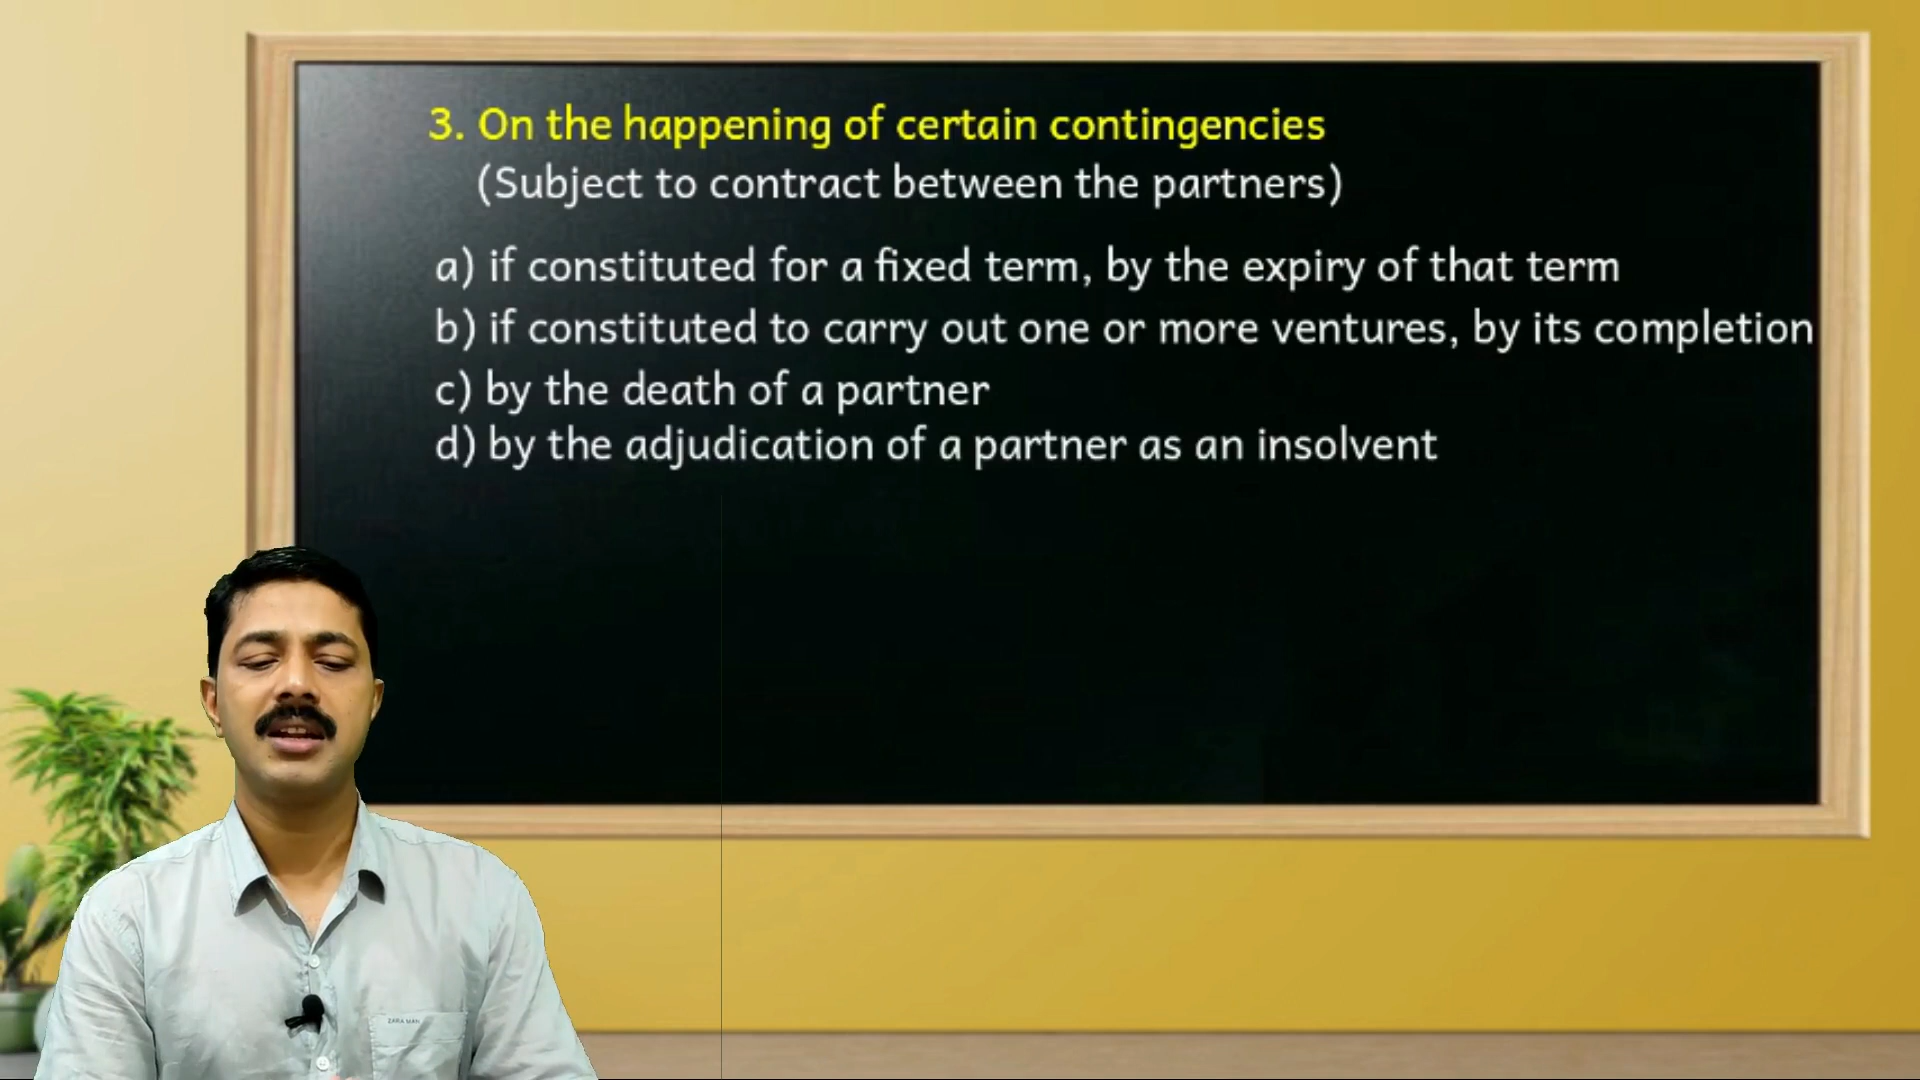 3. On the happening of certain contingencies
(Subject to contract between the partners)
a) if constituted for a fixed term, by the expiry of that term
b) if constituted to carry out one or more ventures, by its completion
c) by the death of a partner
d) by the adjudication of a partner as an insolvent
ZARA MAN